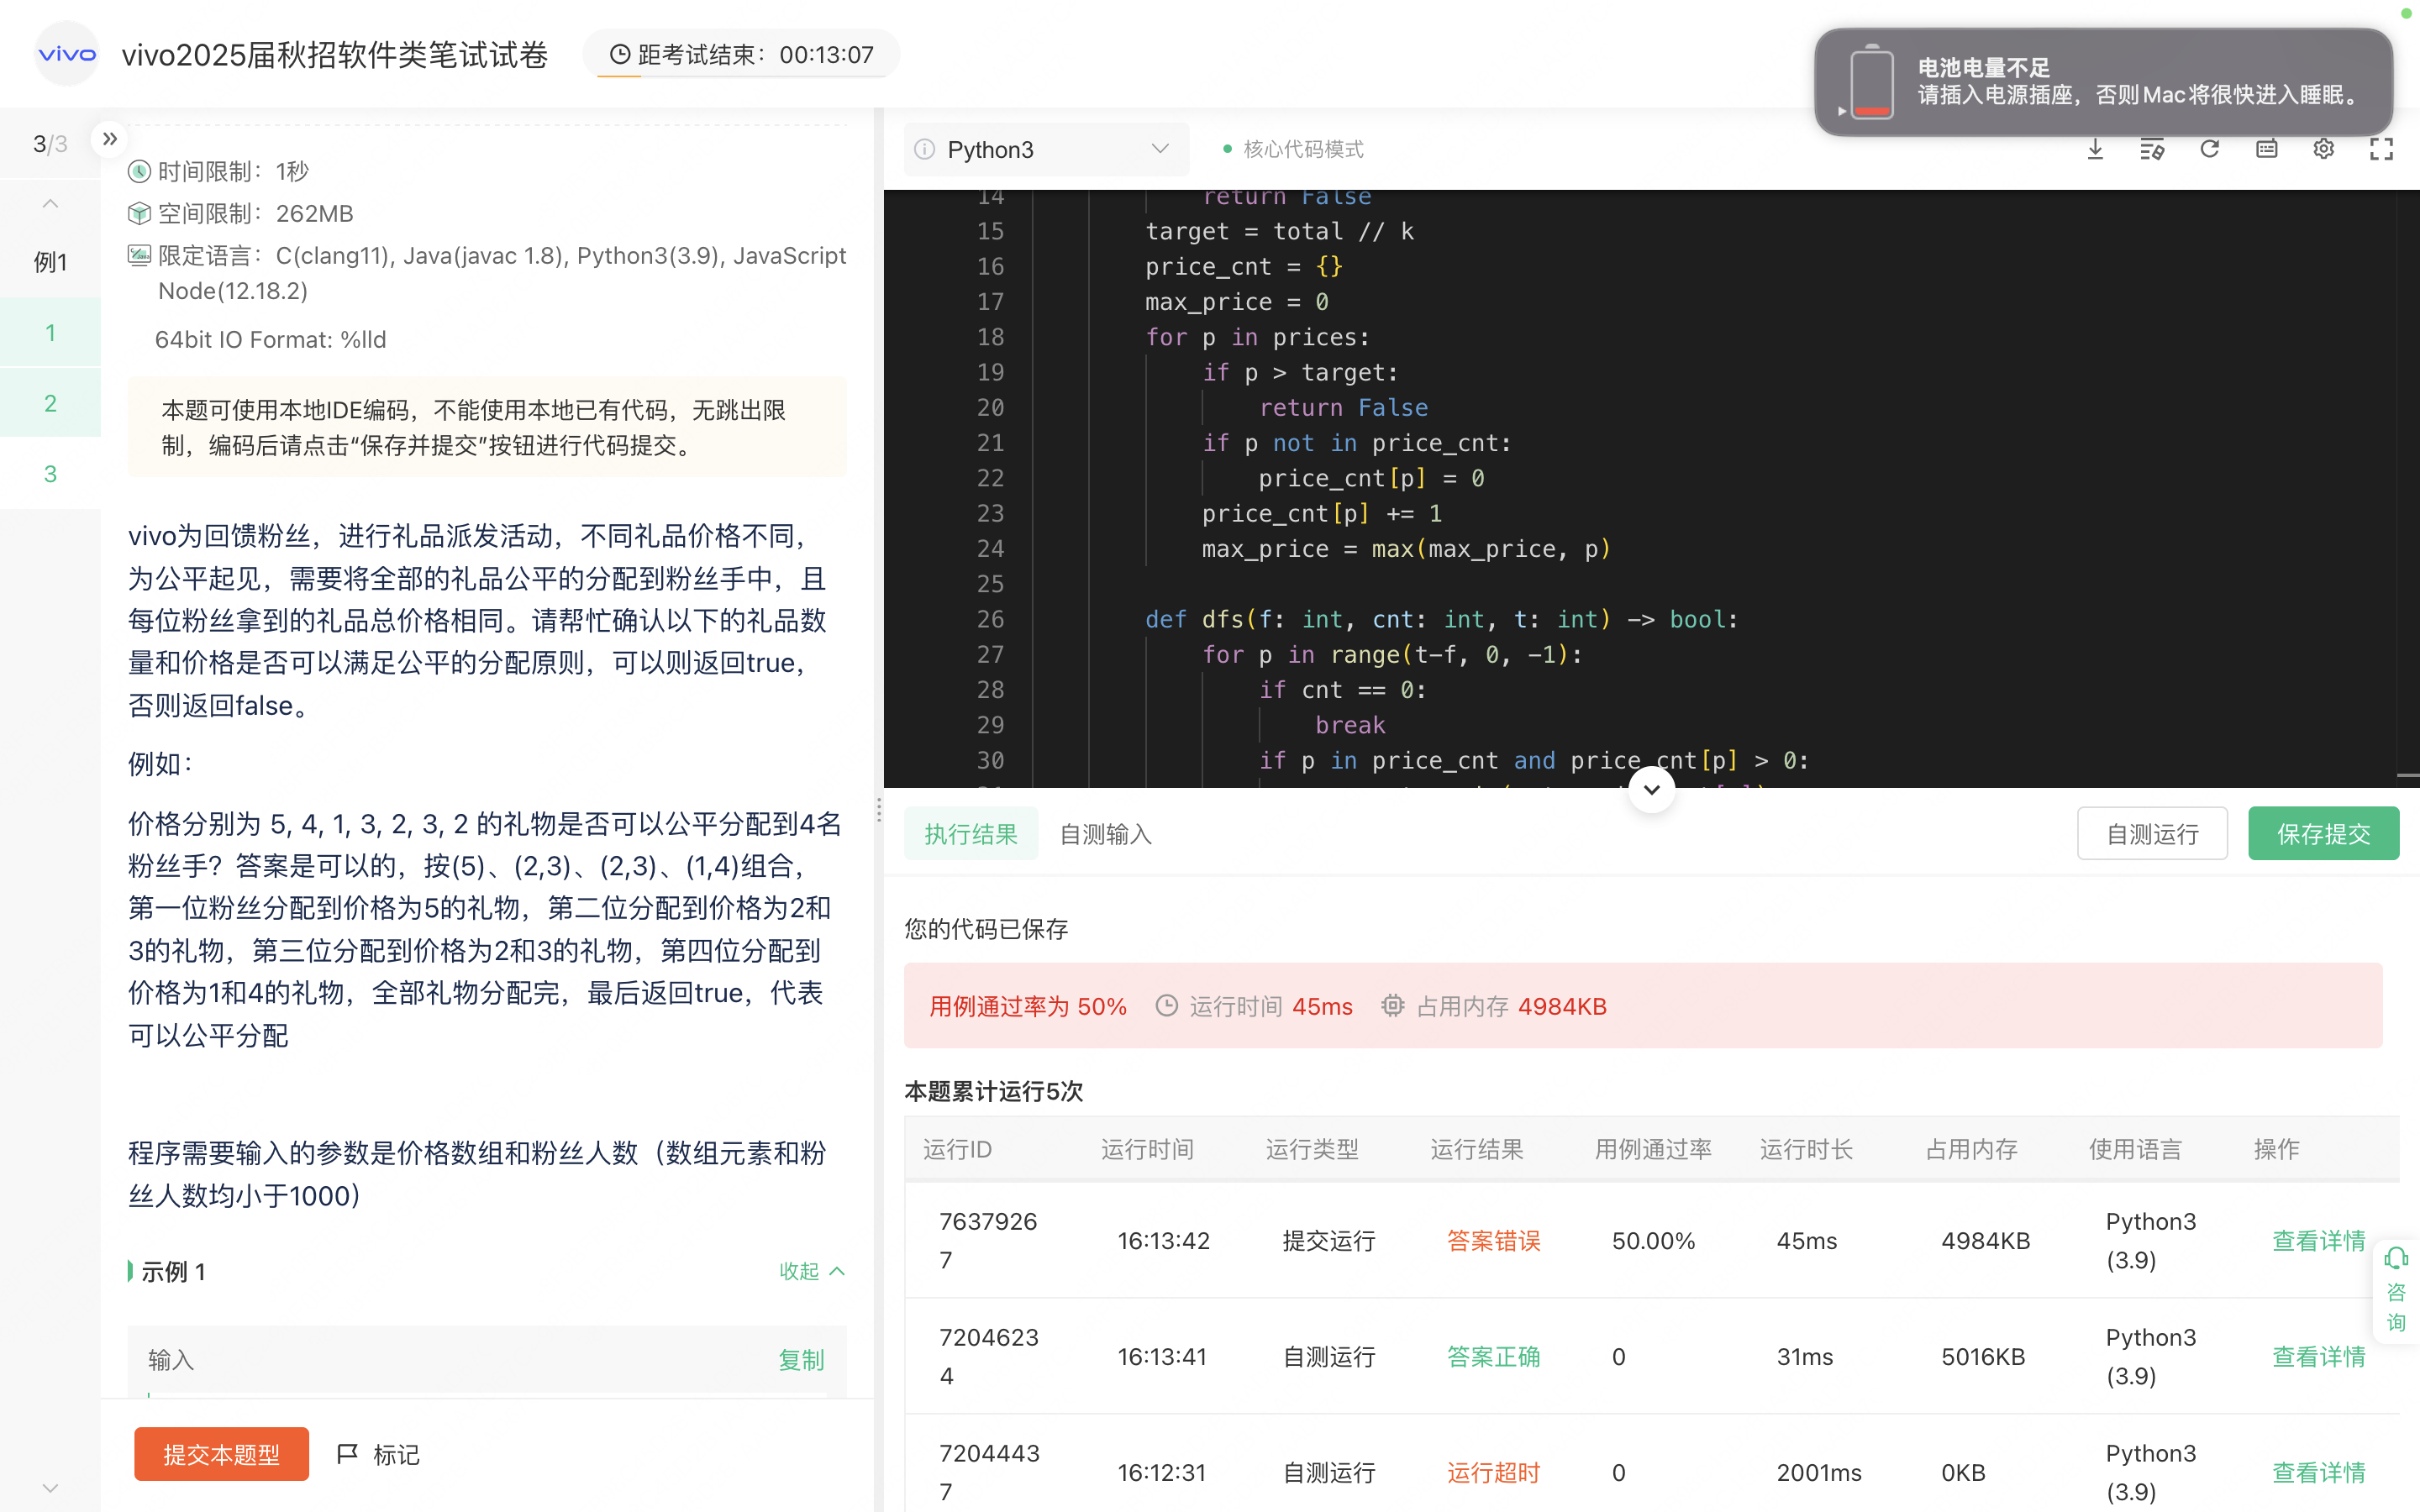 vivo
vivo2025届秋招软件类笔试试卷
距考试结束：00:13:07
电池电量不足
请插入电源插座，否则Mac将很快进入睡眠。
3/3
例1
1
2
3
时间限制：1秒
空间限制：262MB
限定语言：C(clang11), Java(javac 1.8), Python3(3.9), JavaScript
Node(12.18.2)
64bit IO Format: %lld
本题可使用本地IDE编码，不能使用本地已有代码，无跳出限
制，编码后请点击“保存并提交”按钮进行代码提交。
vivo为回馈粉丝，进行礼品派发活动，不同礼品价格不同，
为公平起见，需要将全部的礼品公平的分配到粉丝手中，且
每位粉丝拿到的礼品总价格相同。请帮忙确认以下的礼品数
量和价格是否可以满足公平的分配原则，可以则返回true，
否则返回false。
例如：
价格分别为 5, 4, 1, 3, 2, 3, 2 的礼物是否可以公平分配到4名
粉丝手？答案是可以的，按(5)、(2,3)、(2,3)、(1,4)组合，
第一位粉丝分配到价格为5的礼物，第二位分配到价格为2和
3的礼物，第三位分配到价格为2和3的礼物，第四位分配到
价格为1和4的礼物，全部礼物分配完，最后返回true，代表
可以公平分配
程序需要输入的参数是价格数组和粉丝人数（数组元素和粉
丝人数均小于1000）
示例 1
收起
输入
复制
提交本题型
标记
Python3
核心代码模式
14 return False
15 target = total // k
16 price_cnt = {}
17 max_price = 0
18 for p in prices:
19 if p > target:
20 return False
21 if p not in price_cnt:
22 price_cnt[p] = 0
23 price_cnt[p] += 1
24 max_price = max(max_price, p)
25
26 def dfs(f: int, cnt: int, t: int) -> bool:
27 for p in range(t-f, 0, -1):
28 if cnt == 0:
29 break
30 if p in price_cnt and price_cnt[p] > 0:
执行结果
自测输入
自测运行
保存提交
您的代码已保存
用例通过率为 50% 运行时间 45ms 占用内存 4984KB
本题累计运行5次
运行ID 运行时间 运行类型 运行结果 用例通过率 运行时长 占用内存 使用语言 操作
76379267 16:13:42 提交运行 答案错误 50.00% 45ms 4984KB Python3(3.9) 查看详情
72046234 16:13:41 自测运行 答案正确 0 31ms 5016KB Python3(3.9) 查看详情
72044437 16:12:31 自测运行 运行超时 0 2001ms 0KB Python3(3.9) 查看详情
咨询